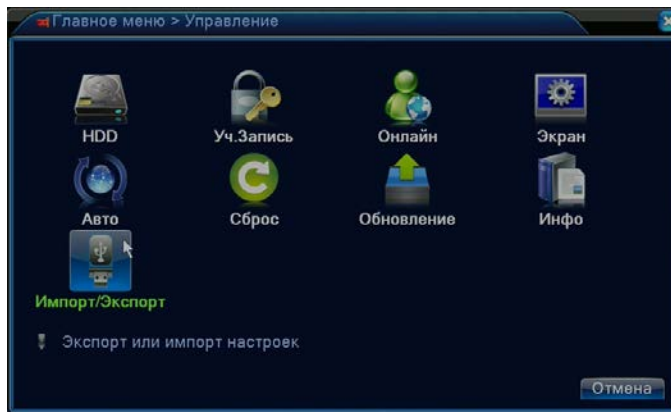 Главное меню > Управление
HDD Уч.Запись Онлайн Экран
Авто Сброс Обновление Инфо
Импорт/Экспорт
Экспорт или импорт настроек
Отмена